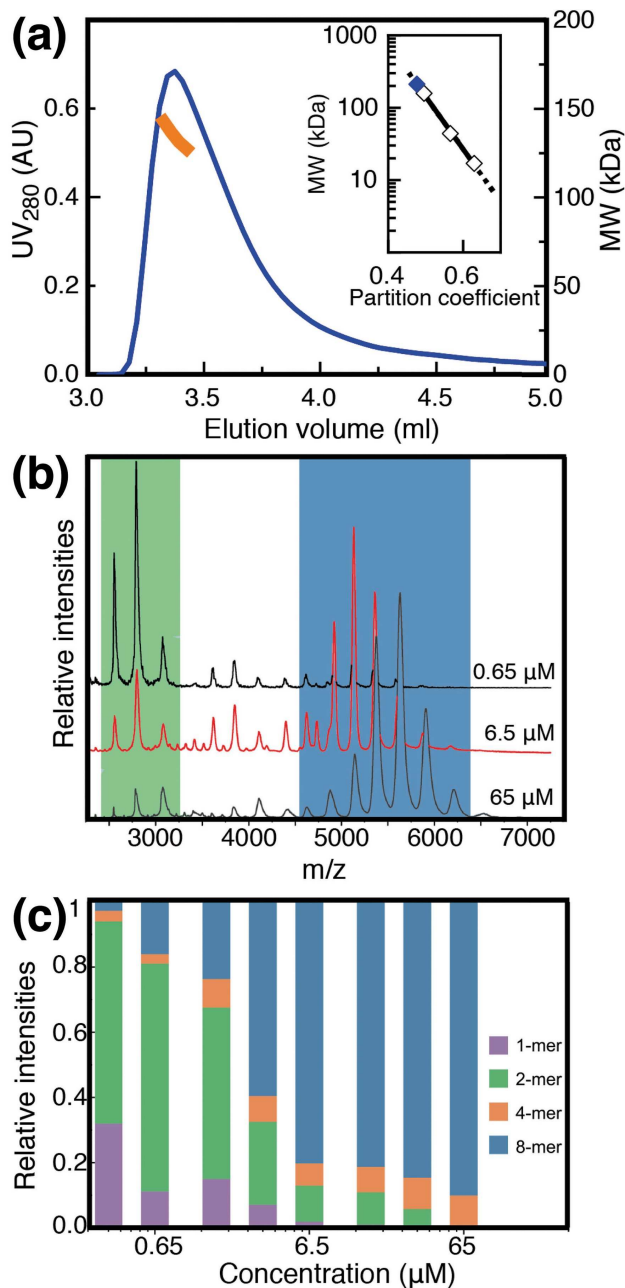 (a)
UV280 (AU)
0.6
0.4
0.2
0.0
3.0 3.5 4.0 4.5 5.0
Elution volume (ml)
200
150
100
50
0
MW (kDa)
1000
100
10
MW (kDa)
0.4 0.6
Partition coefficient
(b)
Relative intensities
0.65 μM
6.5 μM
65 μM
3000 4000 5000 6000 7000
m/z
(c)
Relative intensities
1
0.8
0.6
0.4
0.2
0.0
1-mer
2-mer
4-mer
8-mer
0.65 6.5 65
Concentration (μM)